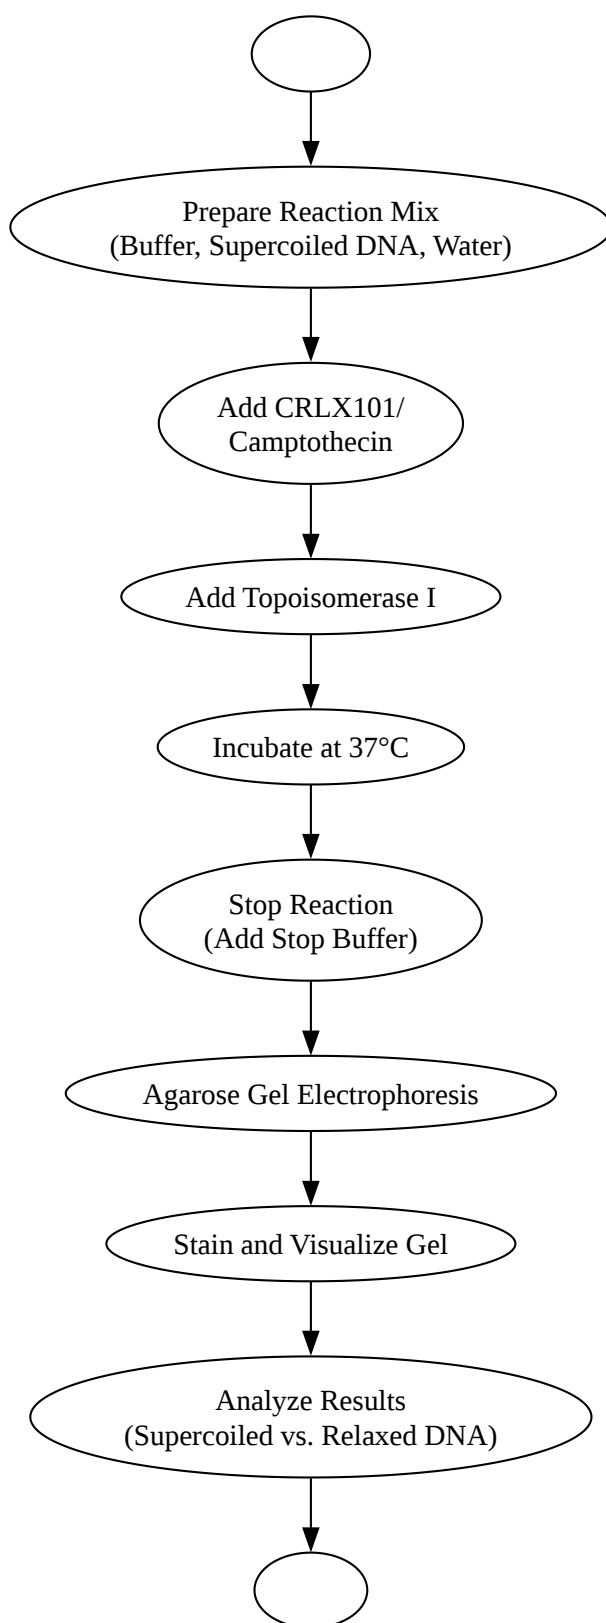 Prepare Reaction Mix
(Buffer, Supercoiled DNA, Water)
Add CRLX101/
Camptothecin
Add Topoisomerase I
Incubate at 37°C
Stop Reaction
(Add Stop Buffer)
Agarose Gel Electrophoresis
Stain and Visualize Gel
Analyze Results
(Supercoiled vs. Relaxed DNA)